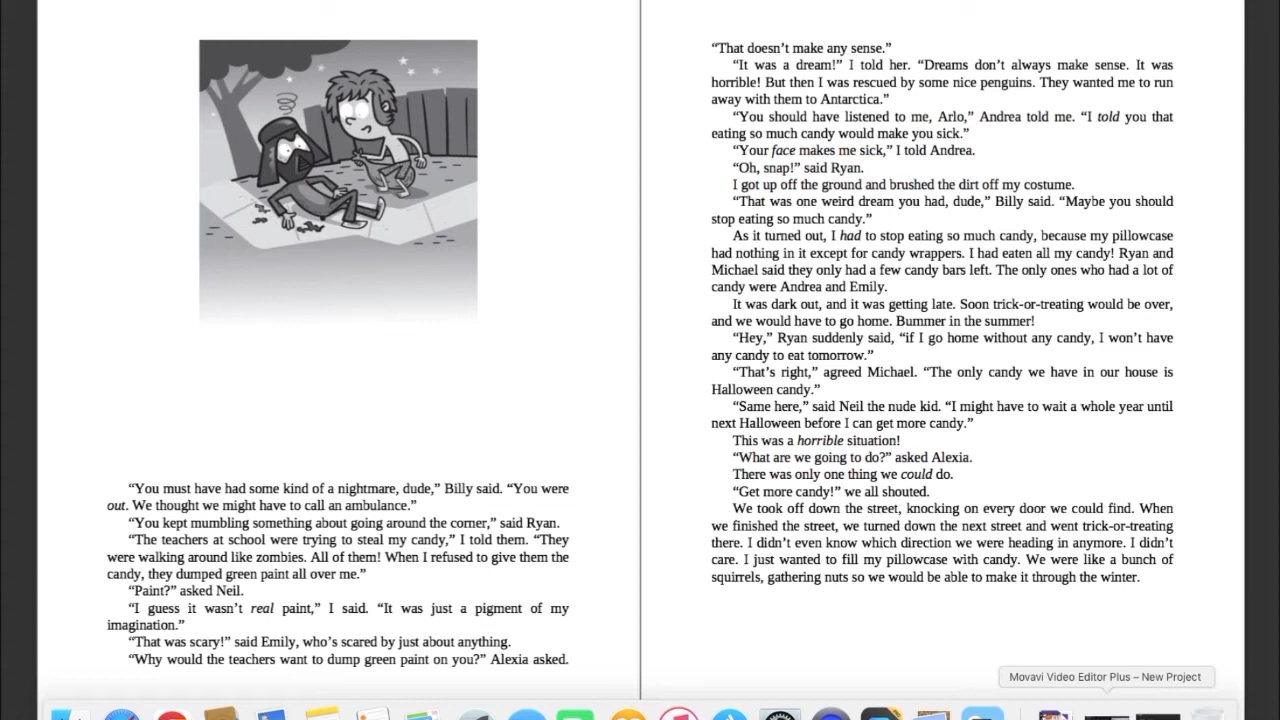 “You must have had some kind of a nightmare, dude,” Billy said. “You were
out. We thought we might have to call an ambulance.”
“You kept mumbling something about going around the corner,” said Ryan.
“The teachers at school were trying to steal my candy,” I told them. “They
were walking around like zombies. All of them! When I refused to give them the
candy, they dumped green paint all over me.”
“Paint?” asked Neil.
“I guess it wasn’t real paint,” I said. “It was just a pigment of my
imagination.”
“That was scary!” said Emily, who’s scared by just about anything.
“Why would the teachers want to dump green paint on you?” Alexia asked.
“That doesn’t make any sense.”
“It was a dream!” I told her. “Dreams don’t always make sense. It was
horrible! But then I was rescued by some nice penguins. They wanted me to run
away with them to Antarctica.”
“You should have listened to me, Arlo,” Andrea told me. “I told you that
eating so much candy would make you sick.”
“Your face makes me sick,” I told Andrea.
“Oh, snap!” said Ryan.
I got up off the ground and brushed the dirt off my costume.
“That was one weird dream you had, dude,” Billy said. “Maybe you should
stop eating so much candy.”
As it turned out, I had to stop eating so much candy, because my pillowcase
had nothing in it except for candy wrappers. I had eaten all my candy! Ryan and
Michael said they only had a few candy bars left. The only ones who had a lot of
candy were Andrea and Emily.
It was dark out, and it was getting late. Soon trick-or-treating would be over,
and we would have to go home. Bummer in the summer!
“Hey,” Ryan suddenly said, “if I go home without any candy, I won’t have
any candy to eat tomorrow.”
“That’s right,” agreed Michael. “The only candy we have in our house is
Halloween candy.”
“Same here,” said Neil the nude kid. “I might have to wait a whole year until
next Halloween before I can get more candy.”
This was a horrible situation!
“What are we going to do?” asked Alexia.
There was only one thing we could do.
“Get more candy!” we all shouted.
We took off down the street, knocking on every door we could find. When
we finished the street, we turned down the next street and went trick-or-treating
there. I didn’t even know which direction we were heading in anymore. I didn’t
care. I just wanted to fill my pillowcase with candy. We were like a bunch of
squirrels, gathering nuts so we would be able to make it through the winter.
Movavi Video Editor Plus – New Project